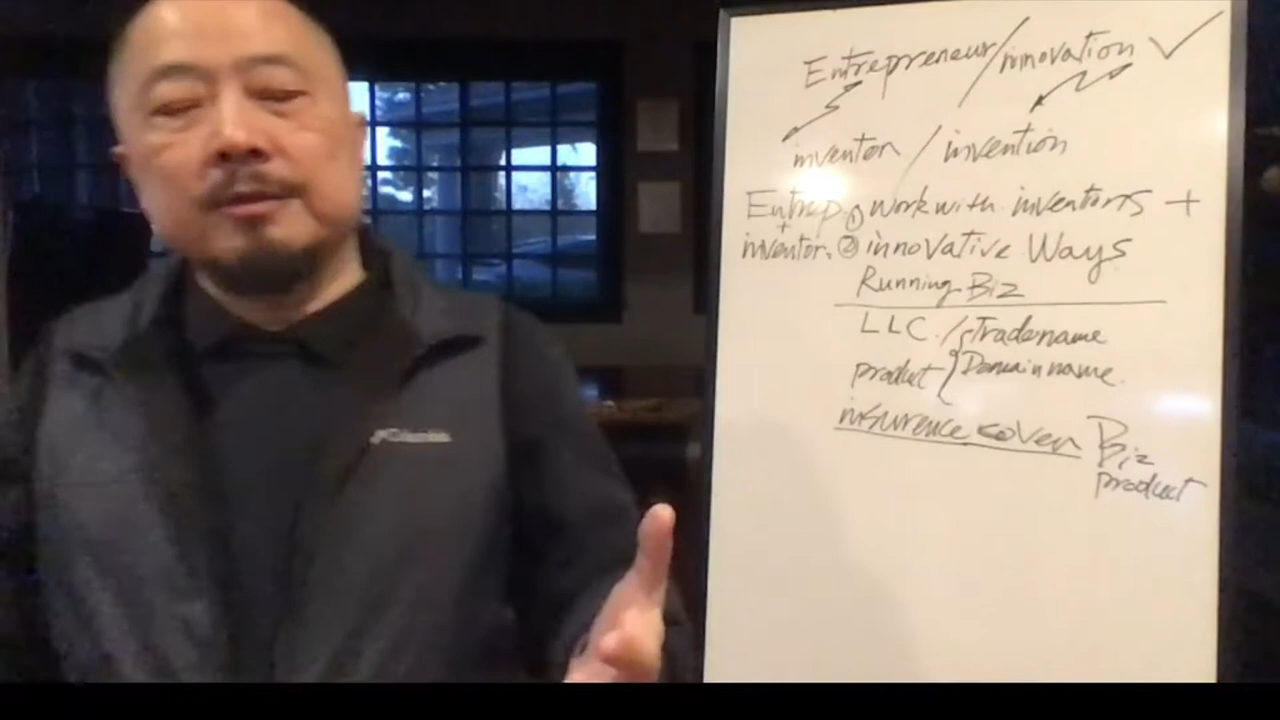 Entrepreneur/innovation ✓
inventor / invention
Entrep. ① work with inventors +
+
inventor. ② innovative Ways
Running Biz
LLC. / { Tradename
product } Domain name.
insurence cover Biz
product
Columbia